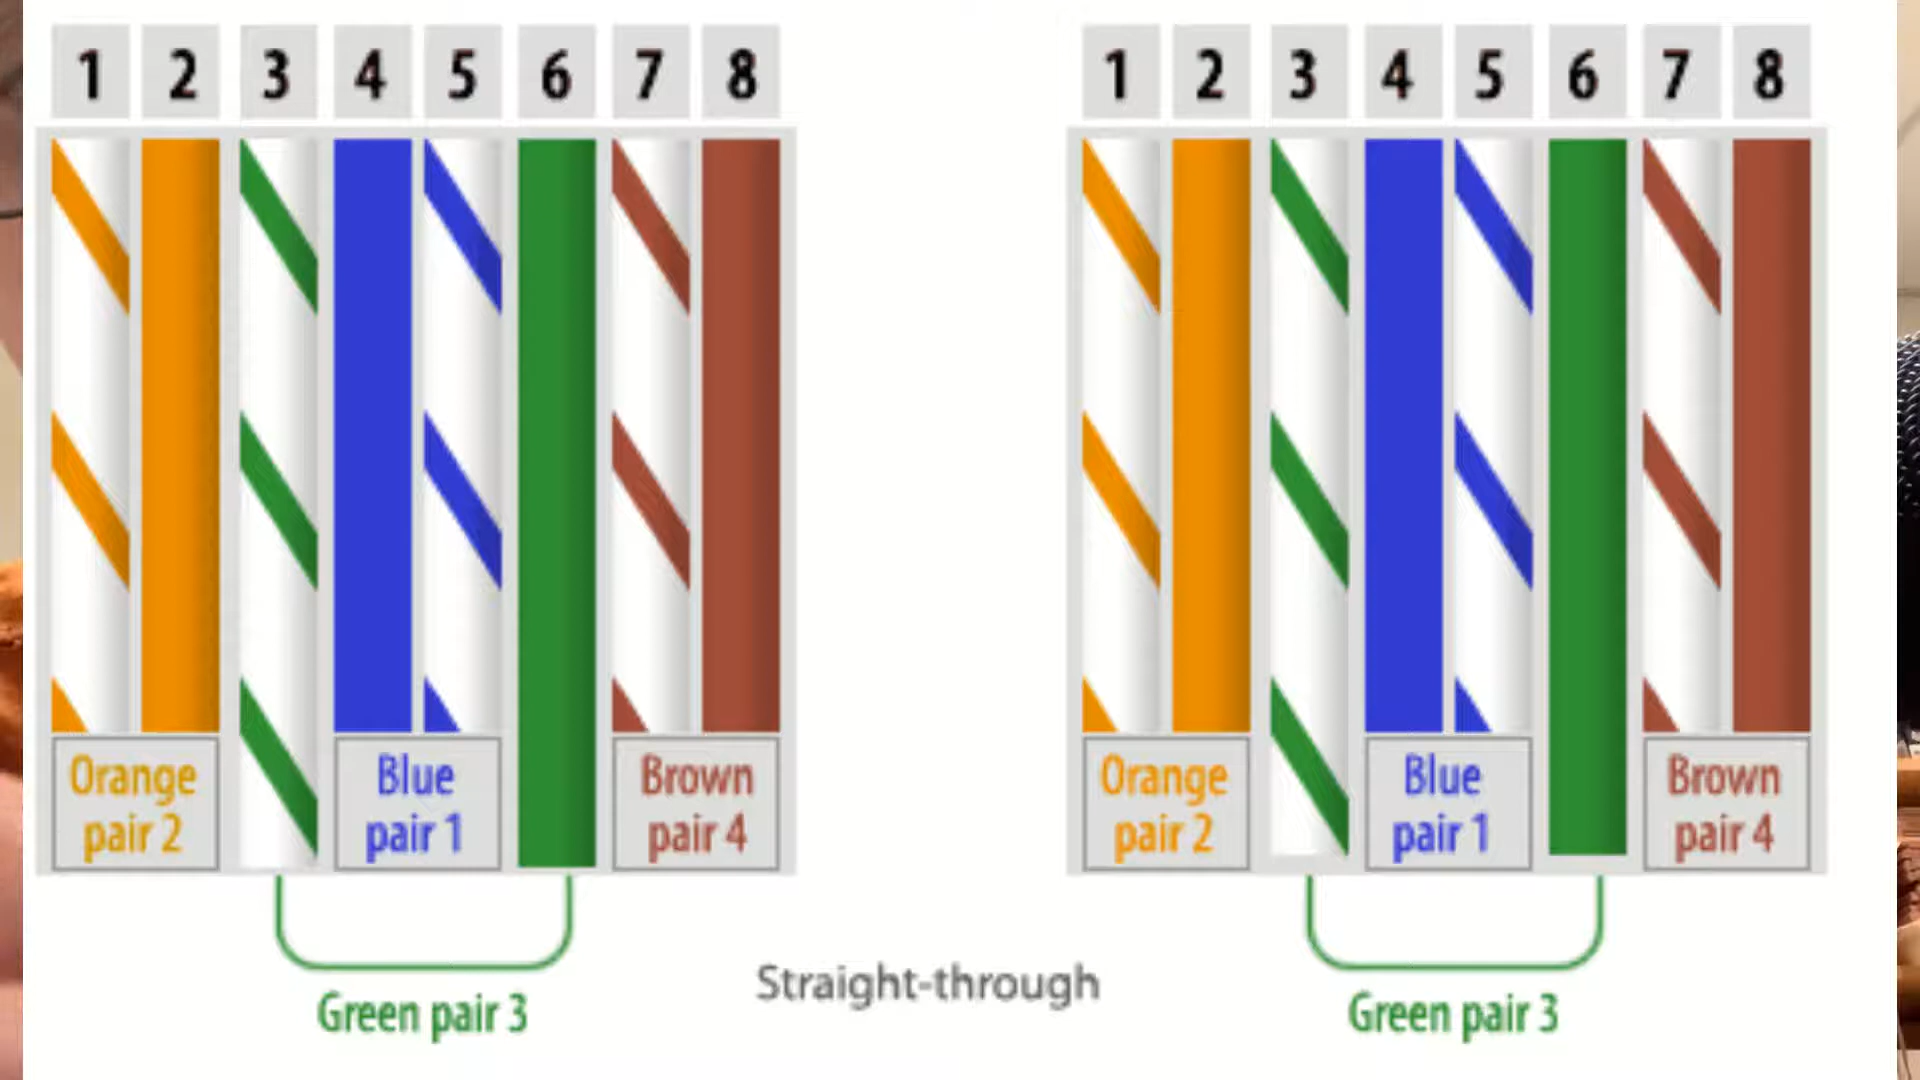 1 2 3 4 5 6 7 8
1 2 3 4 5 6 7 8
Orange
pair 2
Blue
pair 1
Brown
pair 4
Green pair 3
Straight-through
Orange
pair 2
Blue
pair 1
Brown
pair 4
Green pair 3